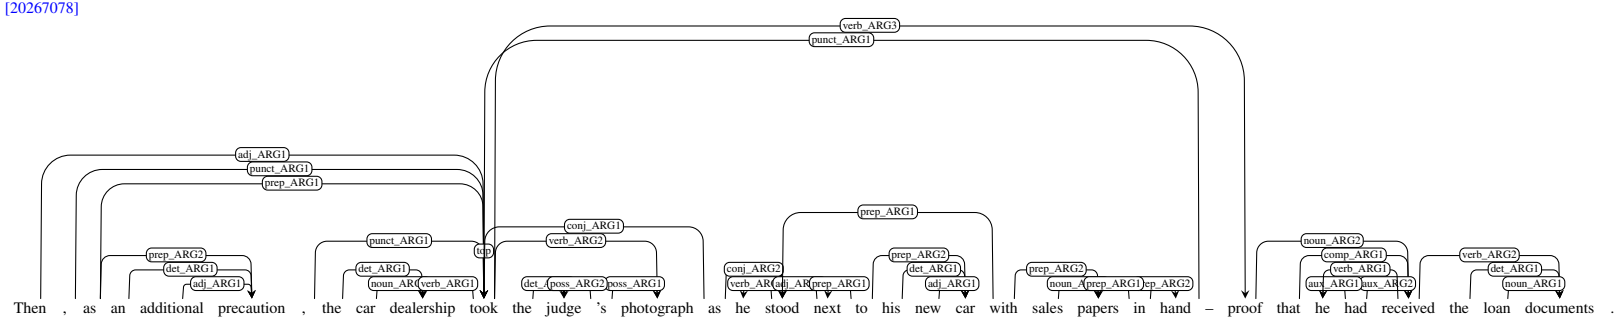 [20267078]
verb_ARG3
punct_ARG1
adj_ARG1
punct_ARG1
prep_ARG1
prep_ARG1
conj_ARG1
punct_ARG1 verb_ARG2 noun_ARG2
top
prep_ARG2 prep_ARG2 comp_ARG1 verb_ARG2
det_ARG1 det_ARG1 conj_ARG2 det_ARG1 prep_ARG2 verb_ARG1 det_ARG1
adj_ARG1 verb_ARG1 poss_ARG2 poss_ARG1 prep_ARG1 adj_ARG1 prep_ARG1 aux_ARG1 aux_ARG2 noun_ARG1
Then , as an additional precaution , the car dealership took the judge 's photograph as he stood next to his new car with sales papers in hand – proof that he had received the loan documents .